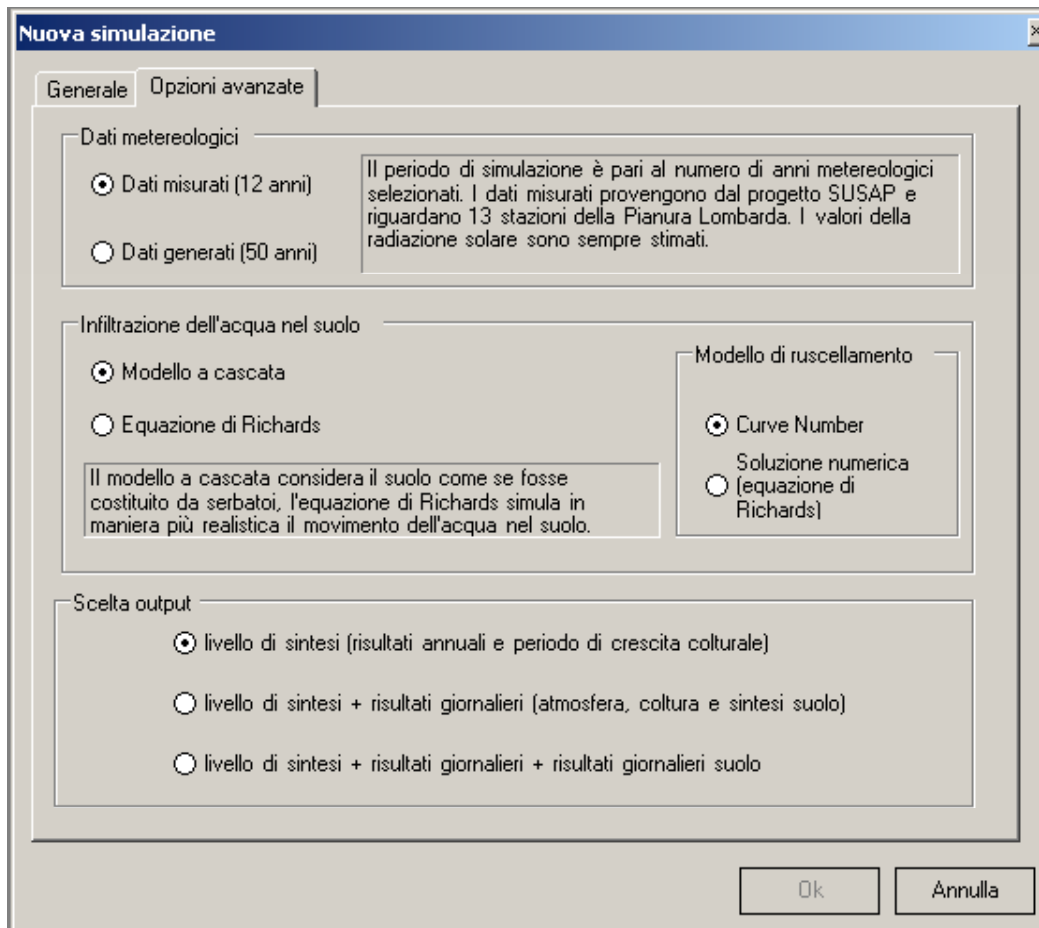 Nuova simulazione
Generale
Opzioni avanzate
Dati metereologici
Dati misurati (12 anni)
Dati generati (50 anni)
Il periodo di simulazione è pari al numero di anni metereologici
selezionati. I dati misurati provengono dal progetto SUSAP e
riguardano 13 stazioni della Pianura Lombarda. I valori della
radiazione solare sono sempre stimati.
Infiltrazione dell'acqua nel suolo
Modello a cascata
Equazione di Richards
Il modello a cascata considera il suolo come se fosse
costituito da serbatoi, l'equazione di Richards simula in
maniera più realistica il movimento dell'acqua nel suolo.
Modello di ruscellamento
Curve Number
Soluzione numerica
(equazione di
Richards)
Scelta output
livello di sintesi (risultati annuali e periodo di crescita colturale)
livello di sintesi + risultati giornalieri (atmosfera, coltura e sintesi suolo)
livello di sintesi + risultati giornalieri + risultati giornalieri suolo
Ok
Annulla